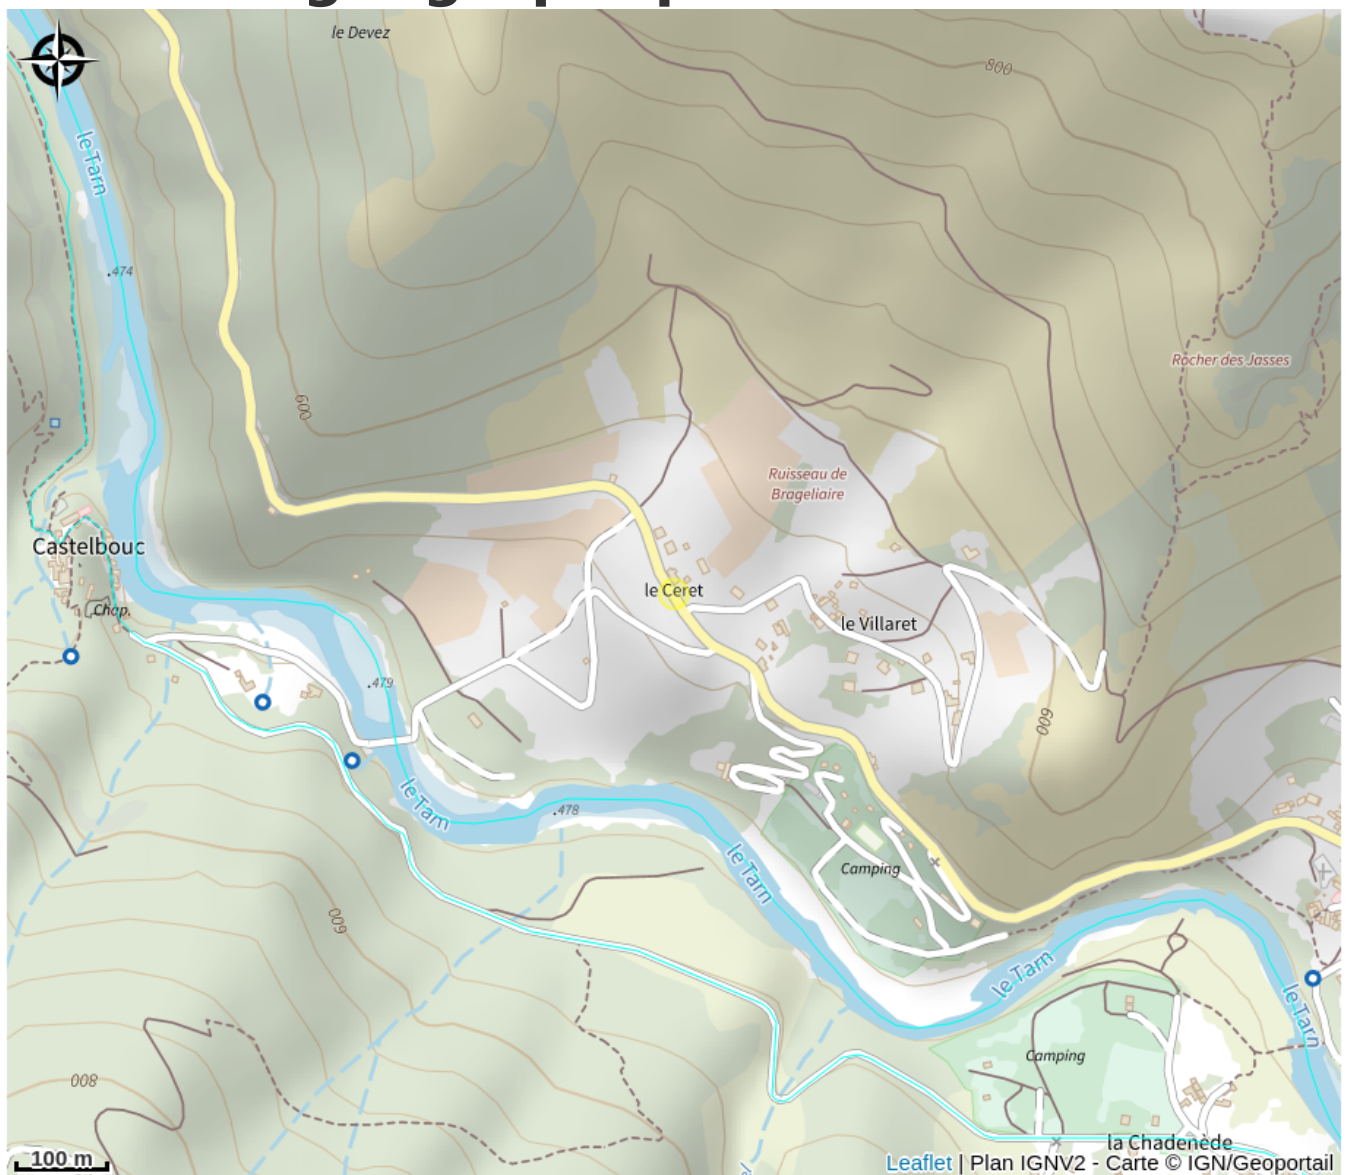 le Devez
800
le Tarn
.474
Rocher des Jasses
600
Ruisseau de
Brageliaire
Castelbouc
le Ceret
Chap.
le Villaret
.479
600
le Tarn
.478
le Tarn
Camping
600
le Tarn
le Tarn
Camping
800
la Chadenède
100 m
Leaflet | Plan IGNV2 - Carte © IGN/Geoportail